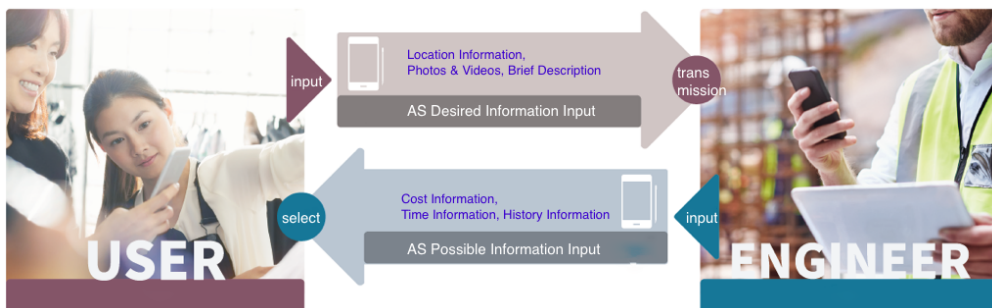 input
Location Information,
Photos & Videos, Brief Description
trans
mission
AS Desired Information Input
Cost Information,
Time Information, History Information
select
input
AS Possible Information Input
USER
ENGINEER